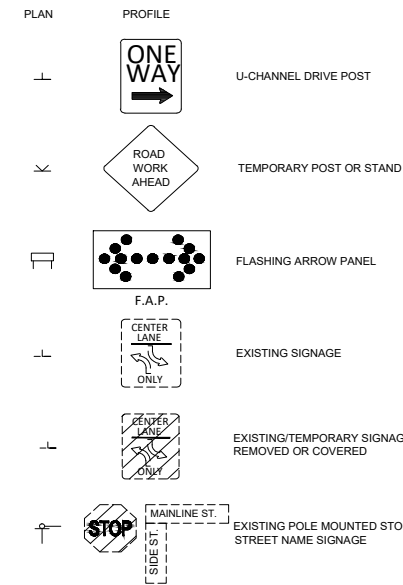 PLAN PROFILE
ONE
WAY
U-CHANNEL DRIVE POST
ROAD
WORK
AHEAD
TEMPORARY POST OR STAND
FLASHING ARROW PANEL
F.A.P.
CENTER
LANE
ONLY
EXISTING SIGNAGE
CENTER
LANE
ONLY
EXISTING/TEMPORARY SIGNAG
REMOVED OR COVERED
STOP
MAINLINE ST.
SIDE ST.
EXISTING POLE MOUNTED STO
STREET NAME SIGNAGE